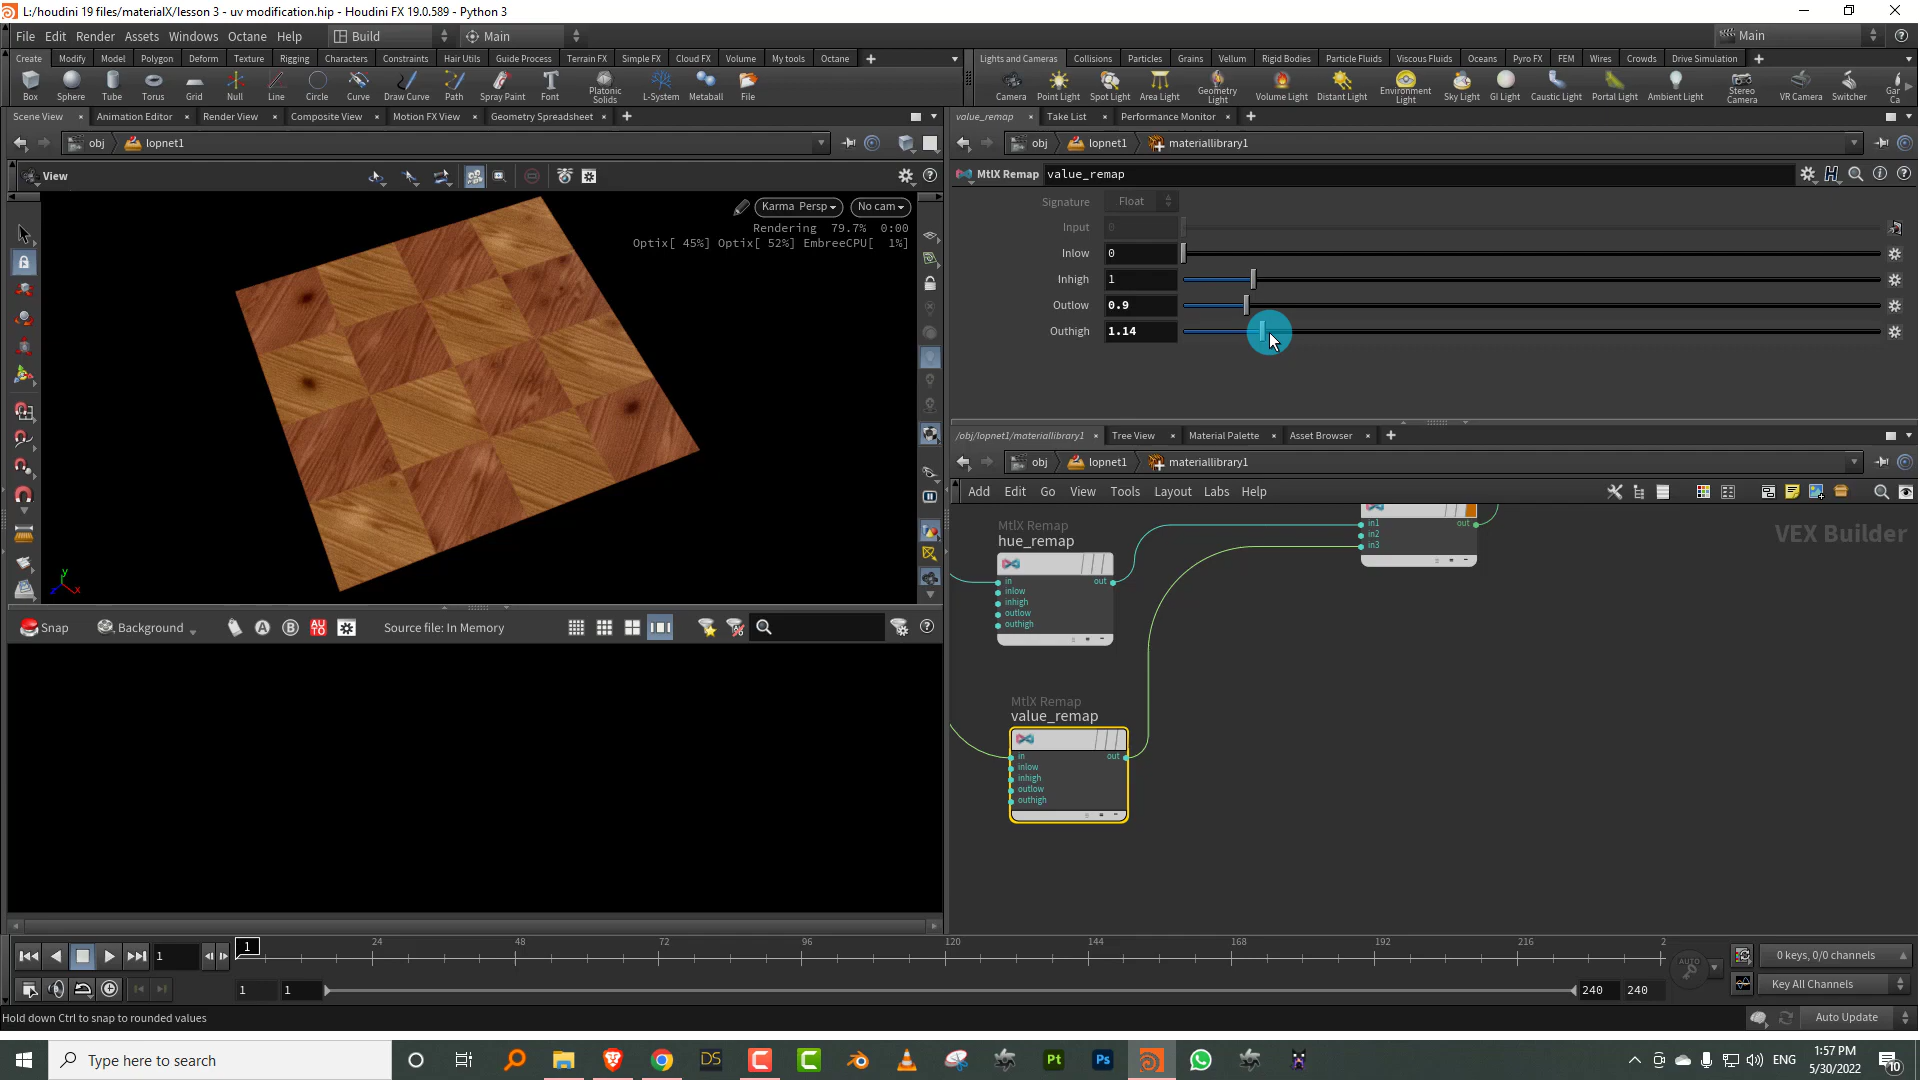 L:/houdini 19 files/materialX/lesson 3 - uv modification.hip - Houdini FX 19.0.589 - Python 3
File Edit Render Assets Windows Octane Help Build Main Main
Create Modify Model Polygon Deform Texture Rigging Characters Constraints Hair Utils Guide Process Terrain FX Simple FX Cloud FX Volume My tools Octane
Lights and Cameras Collisions Particles Grains Vellum Rigid Bodies Particle Fluids Viscous Fluids Oceans Pyro FX FEM Wires Crowds Drive Simulation
Box Sphere Tube Torus Grid Null Line Circle Curve Draw Curve Path Spray Paint Font Platonic Solids L-System Metaball File
Camera Point Light Spot Light Area Light Geometry Light Volume Light Distant Light Environment Light Sky Light GI Light Caustic Light Portal Light Ambient Light Stereo Camera VR Camera Switcher Gar Ca
Scene View Animation Editor Render View Composite View Motion FX View Geometry Spreadsheet
value_remap Take List Performance Monitor
obj lopnet1
obj lopnet1 materiallibrary1
View
MtlX Remap value_remap
Karma Persp No cam
Rendering 79.7% 0:00
Optix[ 45%] Optix[ 52%] EmbreeCPU[ 1%]
Signature Float
Input 0
Inlow 0
Inhigh 1
Outlow 0.9
Outhigh 1.14
/obj/lopnet1/materiallibrary1 Tree View Material Palette Asset Browser
obj lopnet1 materiallibrary1
Add Edit Go View Tools Layout Labs Help
VEX Builder
MtlX Remap
hue_remap
in out
inlow
inhigh
outlow
outhigh
in1 out
in2
in3
MtlX Remap
value_remap
in out
inlow
inhigh
outlow
outhigh
y
x
z
Snap Background A B AUTO Source file: In Memory
1 1 24 48 72 96 120 144 168 192 216 2
1 1 240 240
AUTO
0 keys, 0/0 channels
Key All Channels
Hold down Ctrl to snap to rounded values
Auto Update
Type here to search
DS C C Pt Ps
ENG
1:57 PM
5/30/2022
10